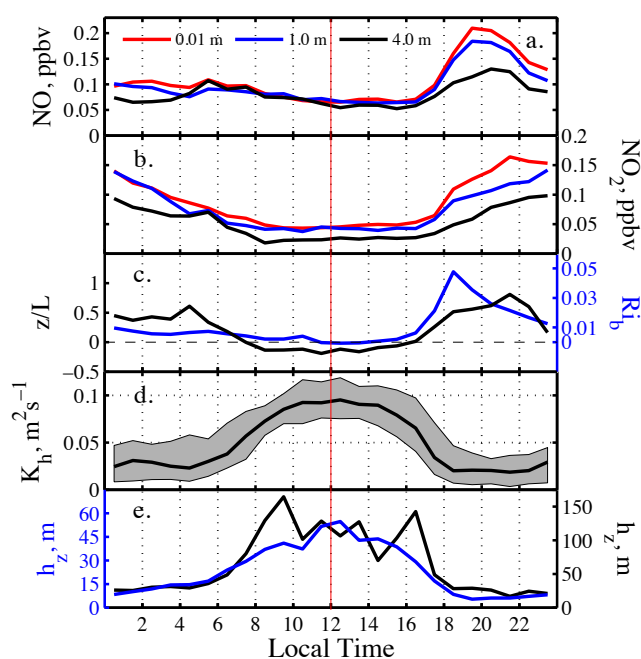 0.01 m 1.0 m 4.0 m a.
NO, ppbv
0.2
0.15
0.1
0.05
0
b.
NO2, ppbv
0.2
0.15
0.1
0.05
0
c.
z/L
1
0.5
0
−0.5
Rib
0.05
0.03
0.01
0
d.
Kh, m2s−1
0.1
0.05
0
e.
hz, m
60
45
30
15
0
hz, m
150
100
50
0
2 4 6 8 10 12 14 16 18 20 22
Local Time